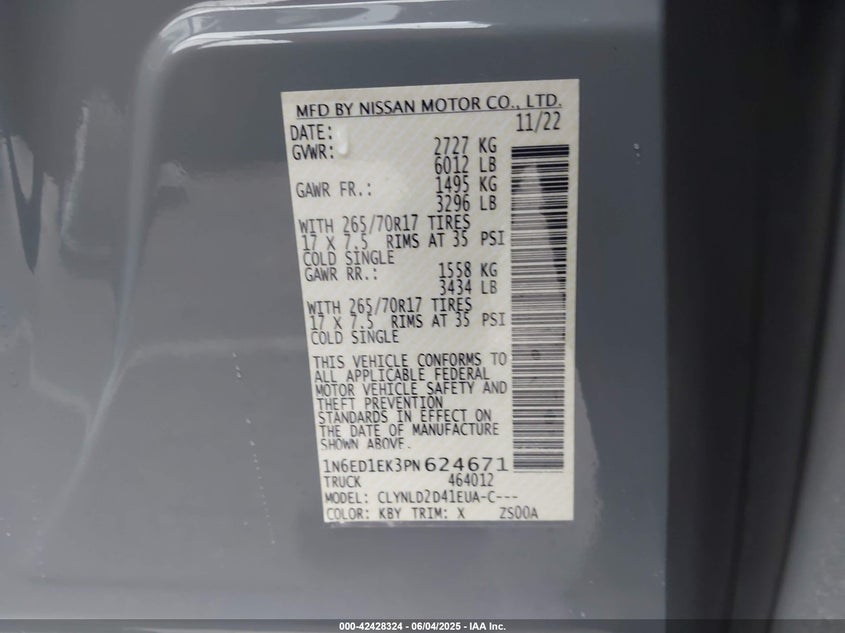 MFD BY NISSAN MOTOR CO., LTD.
DATE: 11/22
GVWR: 2727 KG
6012 LB
GAWR FR.: 1495 KG
3296 LB
WITH 265/70R17 TIRES
17 X 7.5 RIMS AT 35 PSI
COLD SINGLE
GAWR RR.: 1558 KG
3434 LB
WITH 265/70R17 TIRES
17 X 7.5 RIMS AT 35 PSI
COLD SINGLE
THIS VEHICLE CONFORMS TO
ALL APPLICABLE FEDERAL
MOTOR VEHICLE SAFETY AND
THEFT PREVENTION
STANDARDS IN EFFECT ON
THE DATE OF MANUFACTURE
SHOWN ABOVE.
1N6ED1EK3PN624671
TRUCK 464012
MODEL: CLYNLD2D41EUA-C---
COLOR: KBY TRIM: X ZS00A
000-42428324 - 06/04/2025 - IAA Inc.